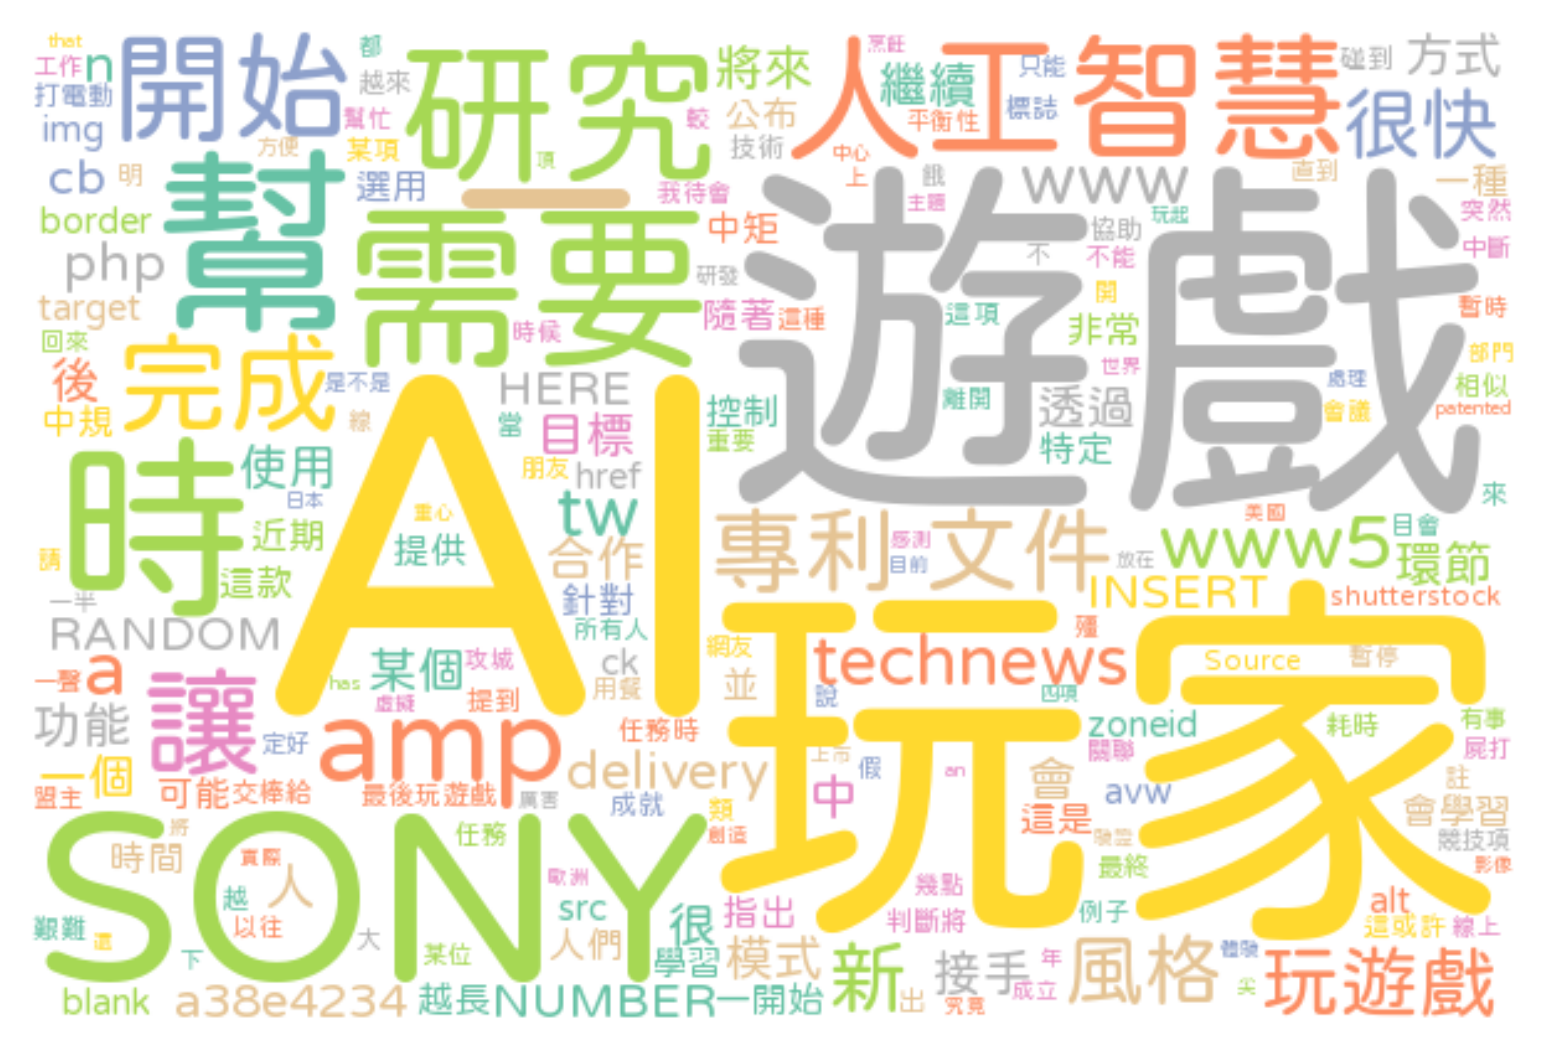 that
工作
n
打電動
img
cb
明
border
php
target
回來
開始
都
越來
幫忙
方便
某項
選用
研究
頂
將來
公布
技術
較
我待會
烹飪
人工智慧
繼續
平衡性
只能
標誌
碰到
方式
很快
中心
上
餓
主題
www
直到
一種
突然
中斷
幫
一
需要
中矩
研發
隨著
這種
時候
遊戲
協助
玩起
不
不能
開
這項
非常
世界
暫時
部門
處理
相似
會議
patented
離開
透過
特定
來
後
中規
完成
是不是
線
HERE
當
目標
控制
重要
朋友
href
時
使用
日本
近期
這款
請
一半
AI
重心
提供
tw
合作
針對
所有人
專利
感測
目前
文件
放在
美國
www5
目會
環節
INSERT
shutterstock
RANDOM
一聲
a
has
某個
攻城
虛擬
提到
ck
用餐
任務時
網友
並
玩家
technews
殭
說
四項
Source
暫停
zoneid
耗時
有事
屍打
關聯
功能
讓
定好
amp
delivery
上市
假
an
中
會
avw
註
一個
盟主
可能
交棒給
最後玩遊戲
厲害
成就
類
創造
這是
會學習
競技項
影像
SONY
將
時間
實際
人
越
以往
任務
歐洲
src
人們
很
指出
最終
幾點
判斷將
例子
alt
這或許
線上
艱難
還
下
大
某位
學習
模式
新
接手
年
成立
風格
體驗
尖
玩遊戲
blank
a38e4234
越長
NUMBER
一開始
出
究竟